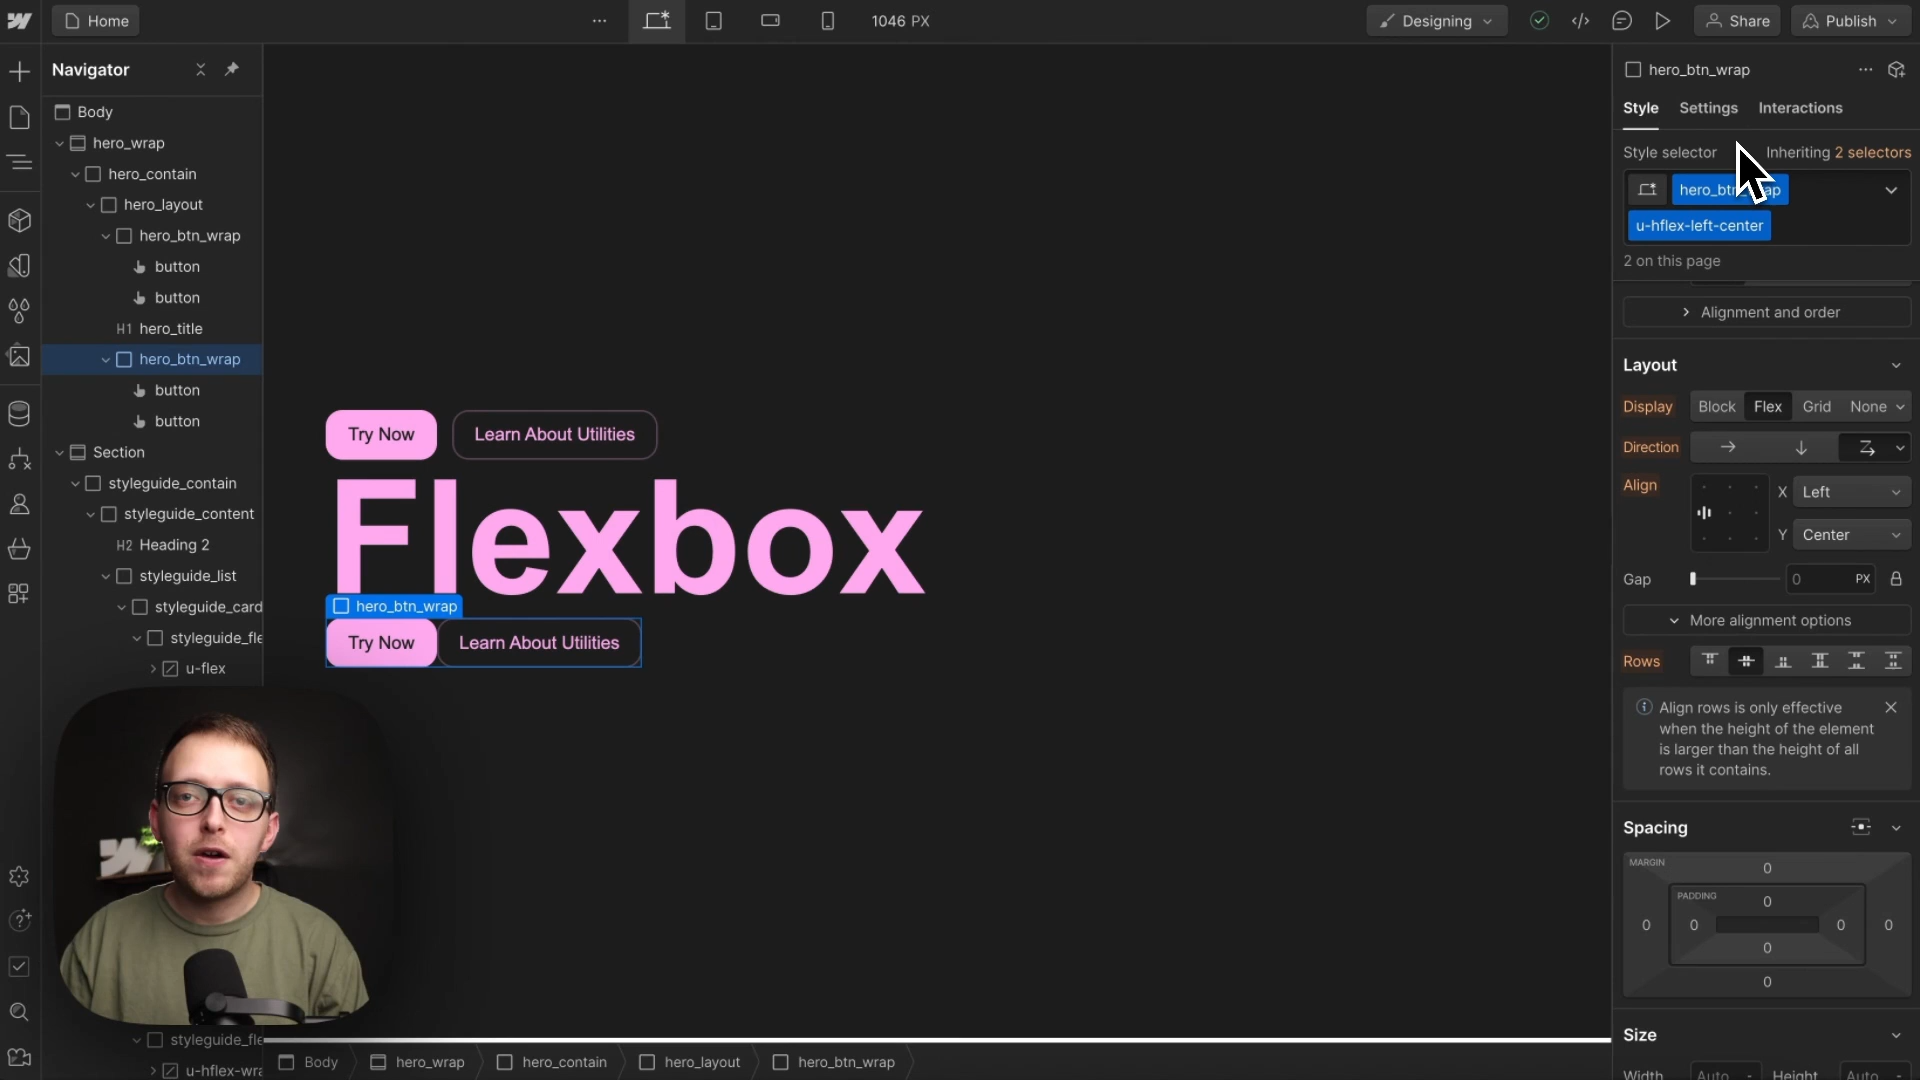 Home
1046 PX
Designing
Share
Publish
Navigator
Body
hero_wrap
hero_contain
hero_layout
hero_btn_wrap
button
button
H1 hero_title
hero_btn_wrap
button
button
Section
styleguide_contain
styleguide_content
H2 Heading 2
styleguide_list
styleguide_card
styleguide_fle
u-flex
styleguide_fle
u-hflex-wra
Try Now
Learn About Utilities
Flexbox
hero_btn_wrap
Try Now
Learn About Utilities
Body
hero_wrap
hero_contain
hero_layout
hero_btn_wrap
hero_btn_wrap
Style
Settings
Interactions
Style selector
Inheriting 2 selectors
u-hflex-left-center
2 on this page
Alignment and order
Layout
Display
Block
Flex
Grid
None
Direction
Align
X
Left
Y
Center
Gap
0
PX
More alignment options
Rows
Align rows is only effective
when the height of the element
is larger than the height of all
rows it contains.
Spacing
MARGIN
0
PADDING
0
0
0
0
0
0
0
Size
Width
Auto
-
Height
Auto
-